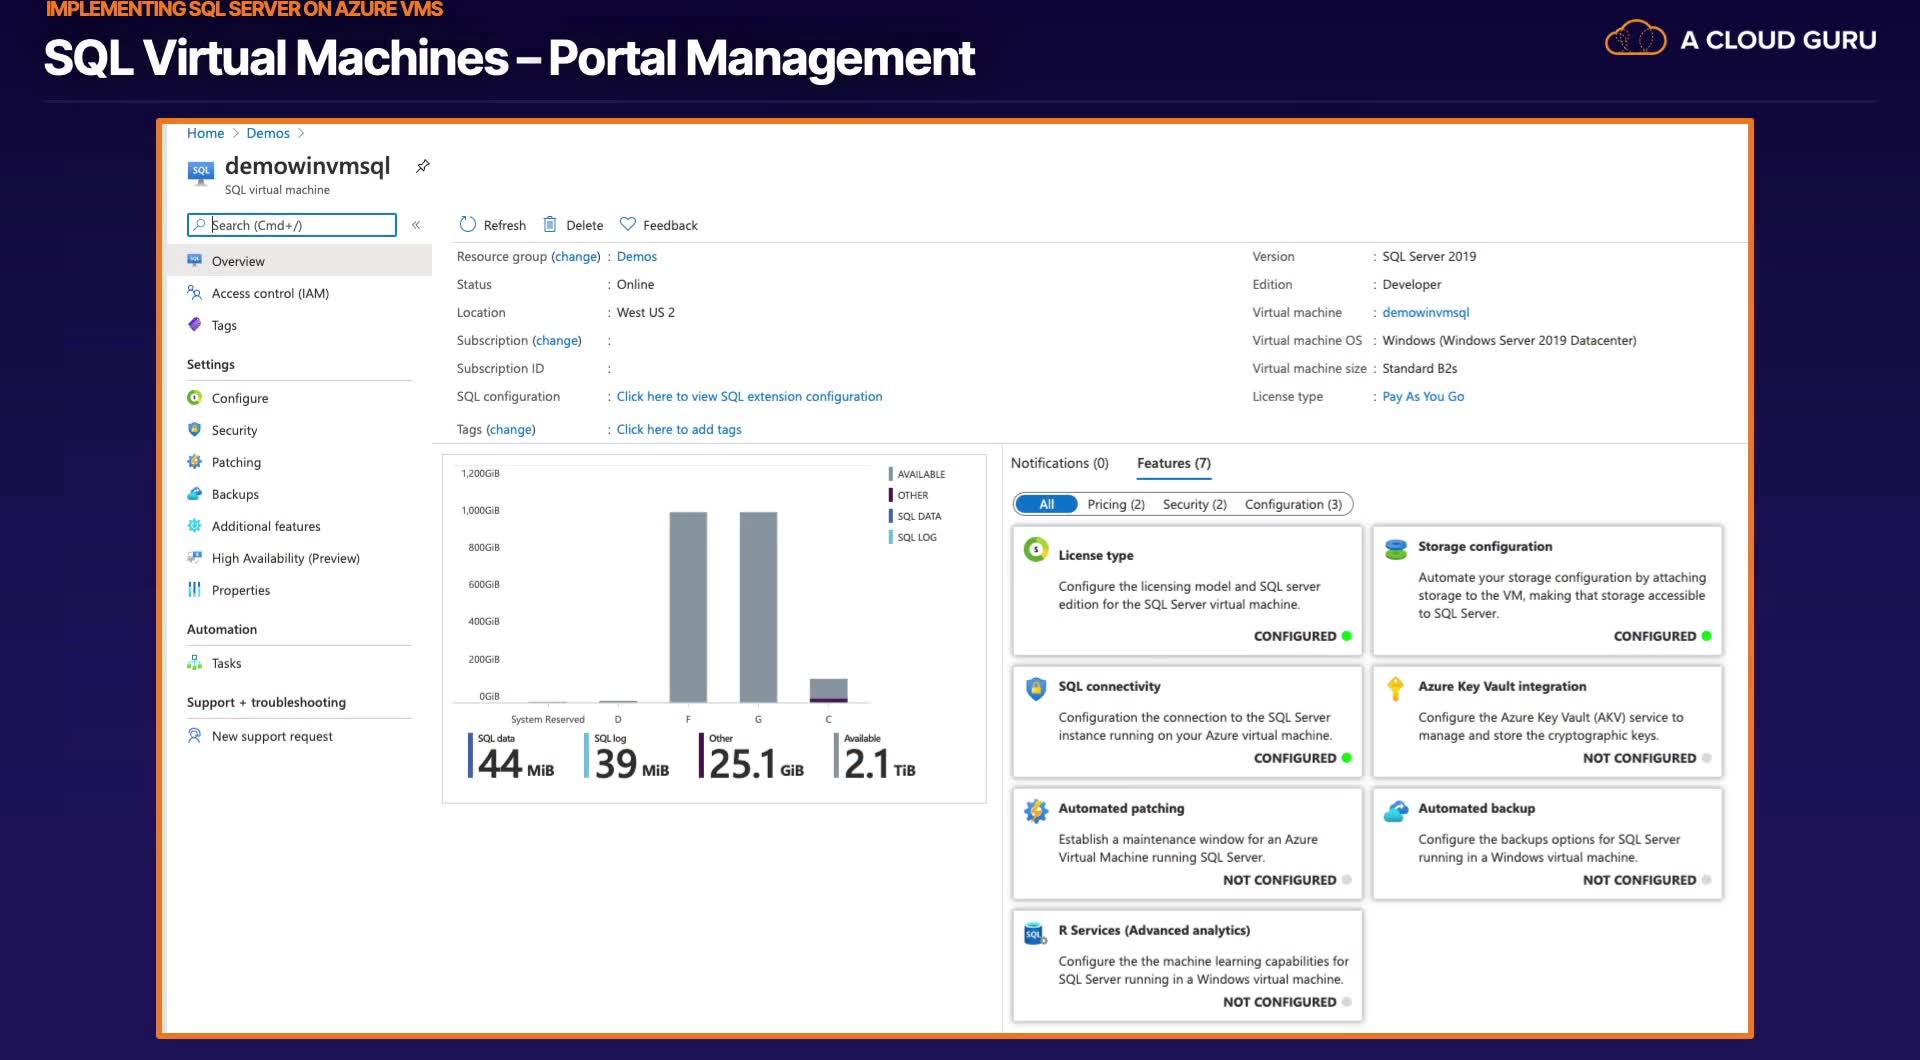 IMPLEMENTING SQL SERVER ON AZURE VMS
SQL Virtual Machines – Portal Management
A CLOUD GURU
Home > Demos >
demowinvmsql
SQL
SQL virtual machine
Search (Cmd+/)
«
Refresh
Delete
Feedback
Overview
Access control (IAM)
Tags
Settings
Configure
Security
Patching
Backups
Additional features
High Availability (Preview)
Properties
Automation
Tasks
Support + troubleshooting
New support request
Resource group (change) : Demos
Status : Online
Location : West US 2
Subscription (change) :
Subscription ID :
SQL configuration : Click here to view SQL extension configuration
Tags (change) : Click here to add tags
Version : SQL Server 2019
Edition : Developer
Virtual machine : demowinvmsql
Virtual machine OS : Windows (Windows Server 2019 Datacenter)
Virtual machine size : Standard B2s
License type : Pay As You Go
1,200GiB
1,000GiB
800GiB
600GiB
400GiB
200GiB
0GiB
System Reserved D F G C
AVAILABLE
OTHER
SQL DATA
SQL LOG
SQL data
44 MiB
SQL log
39 MiB
Other
25.1 GiB
Available
2.1 TiB
Notifications (0) Features (7)
All Pricing (2) Security (2) Configuration (3)
License type
Configure the licensing model and SQL server
edition for the SQL Server virtual machine.
CONFIGURED
Storage configuration
Automate your storage configuration by attaching
storage to the VM, making that storage accessible
to SQL Server.
CONFIGURED
SQL connectivity
Configuration the connection to the SQL Server
instance running on your Azure virtual machine.
CONFIGURED
Azure Key Vault integration
Configure the Azure Key Vault (AKV) service to
manage and store the cryptographic keys.
NOT CONFIGURED
Automated patching
Establish a maintenance window for an Azure
Virtual Machine running SQL Server.
NOT CONFIGURED
Automated backup
Configure the backups options for SQL Server
running in a Windows virtual machine.
NOT CONFIGURED
SQL
R Services (Advanced analytics)
Configure the the machine learning capabilities for
SQL Server running in a Windows virtual machine.
NOT CONFIGURED